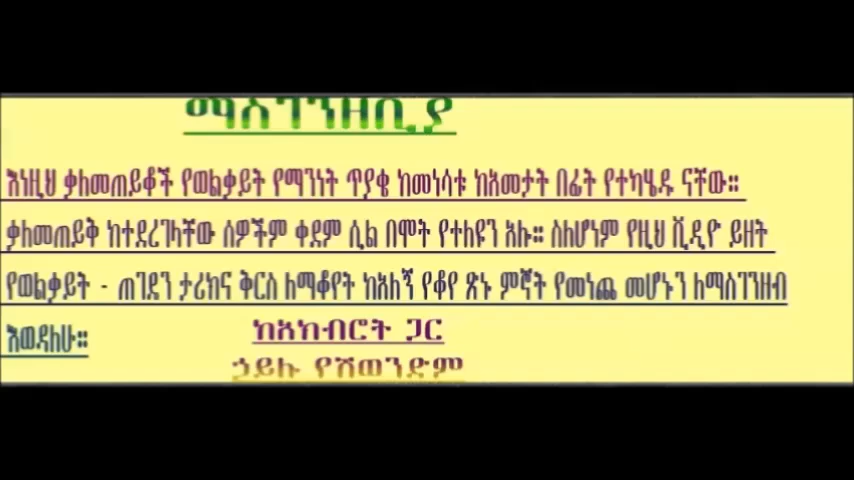 ማስገንዘቢያ
እነዚህ ቃለመጠይቆች የወልቃይት የማንነት ጥያቄ ከመነሳቱ ከአመታት በፊት የተካሄዱ ናቸው።
ቃለመጠይቅ ከተደረገላቸው ሰዎችም ቀደም ሲል በሞት የተለዩን አሉ። ስለሆነም የዚህ ቪዲዮ ይዘት
የወልቃይት - ጠገዴን ታሪክና ቅርስ ለማቆየት ከአለኝ የቆየ ጽኑ ምኞት የመነጨ መሆኑን ለማስገንዘብ
እወዳለሁ።
ከአክብሮት ጋር
ኃይሉ የሽወንድም